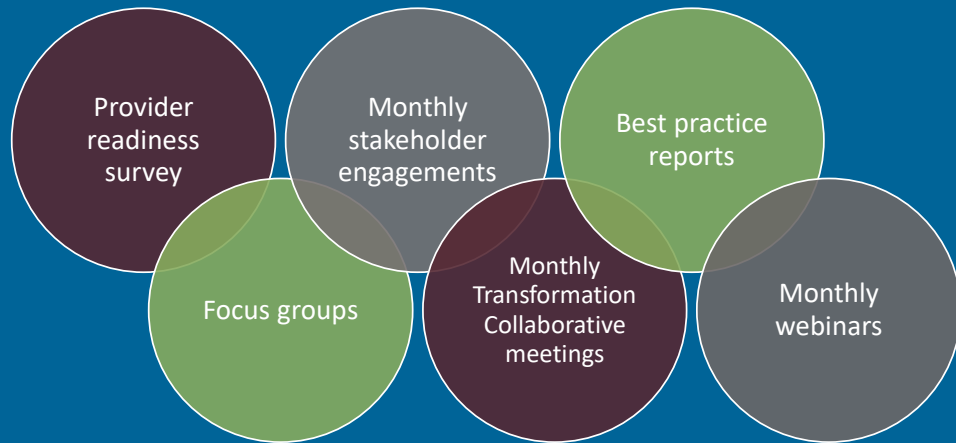 Provider
readiness
survey
Monthly
stakeholder
engagements
Best practice
reports
Focus groups
Monthly
Transformation
Collaborative
meetings
Monthly
webinars